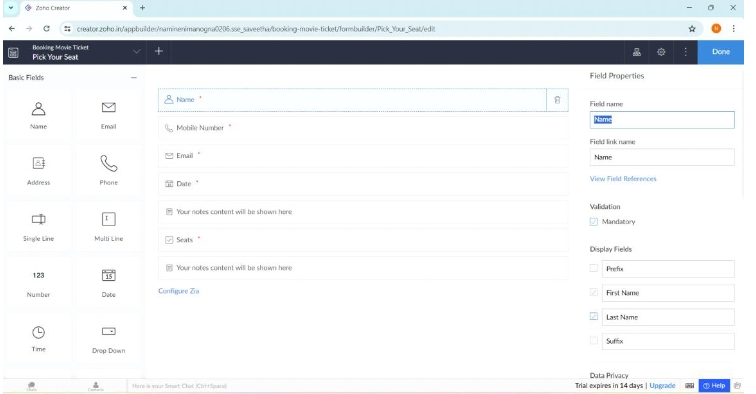 Zoho Creator
creator.zoho.in/appbuilder/naminenimanogna0206.sse_saveetha/booking-movie-ticket/formbuilder/Pick_Your_Seat/edit
Booking Movie Ticket
Pick Your Seat
Done
Basic Fields
Name
Email
Address
Phone
Single Line
Multi Line
123
Number
15
Date
Time
Drop Down
Name *
Mobile Number *
Email *
Date *
Your notes content will be shown here
Seats *
Your notes content will be shown here
Configure Zia
Field Properties
Field name
Name
Field link name
Name
View Field References
Validation
Mandatory
Display Fields
Prefix
First Name
Last Name
Suffix
Data Privacy
Here is your Smart Chat (Ctrl+Space)
Trial expires in 14 days | Upgrade
Help